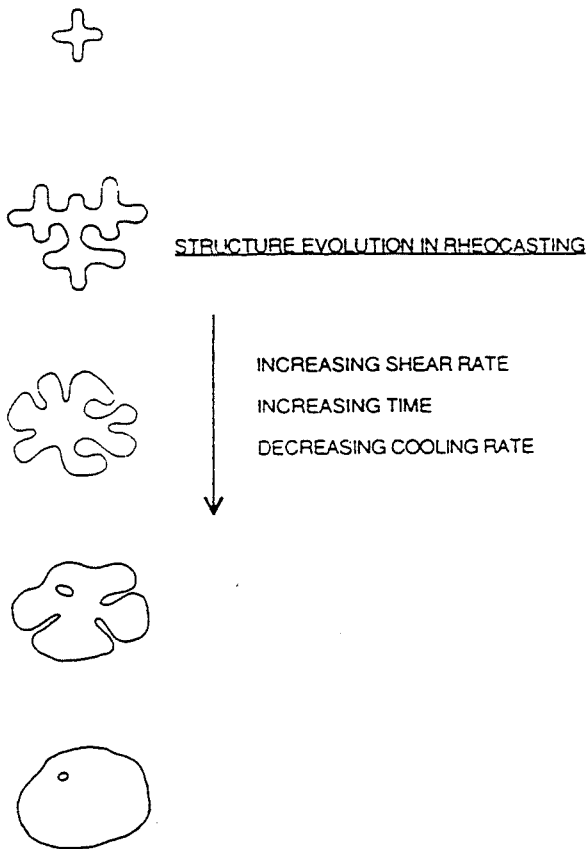 STRUCTURE EVOLUTION IN RHEOCASTING
INCREASING SHEAR RATE
INCREASING TIME
DECREASING COOLING RATE